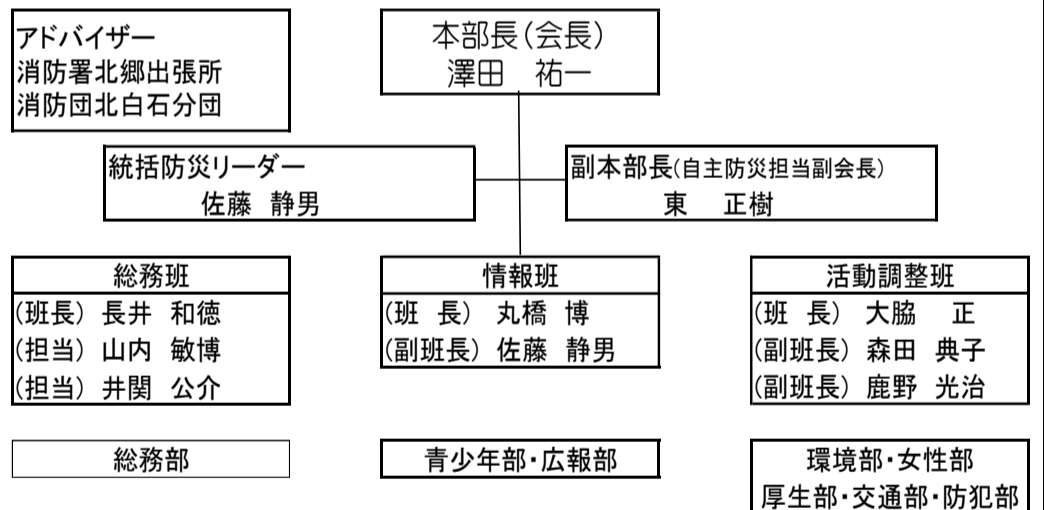 アドバイザー
消防署北郷出張所
消防団北白石分団
本部長(会長)
澤田 祐一
統括防災リーダー
佐藤 静男
副本部長(自主防災担当副会長)
東 正樹
総務班
(班長) 長井 和徳
(担当) 山内 敏博
(担当) 井関 公介
情報班
(班 長) 丸橋 博
(副班長) 佐藤 静男
活動調整班
(班 長) 大脇 正
(副班長) 森田 典子
(副班長) 鹿野 光治
総務部
青少年部・広報部
環境部・女性部
厚生部・交通部・防犯部